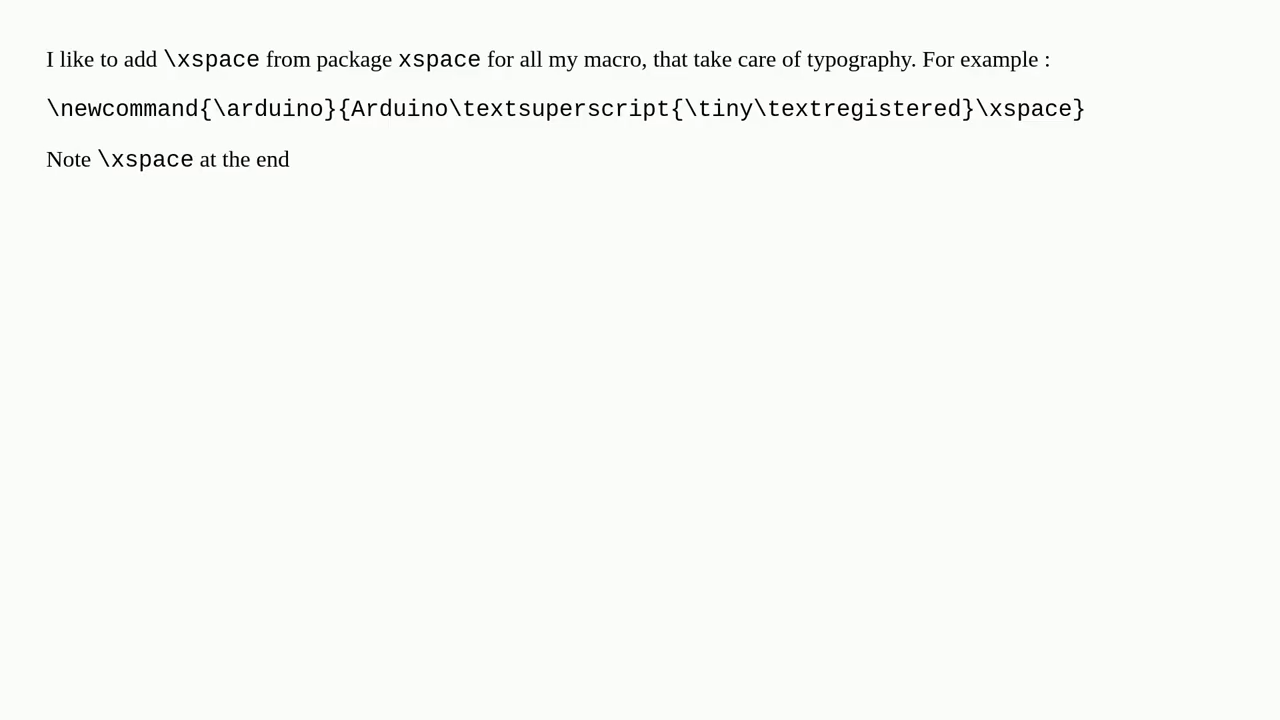 I like to add \xspace from package xspace for all my macro, that take care of typography. For example :
\newcommand{\arduino}{Arduino\textsuperscript{\tiny\textregistered}\xspace}
Note \xspace at the end